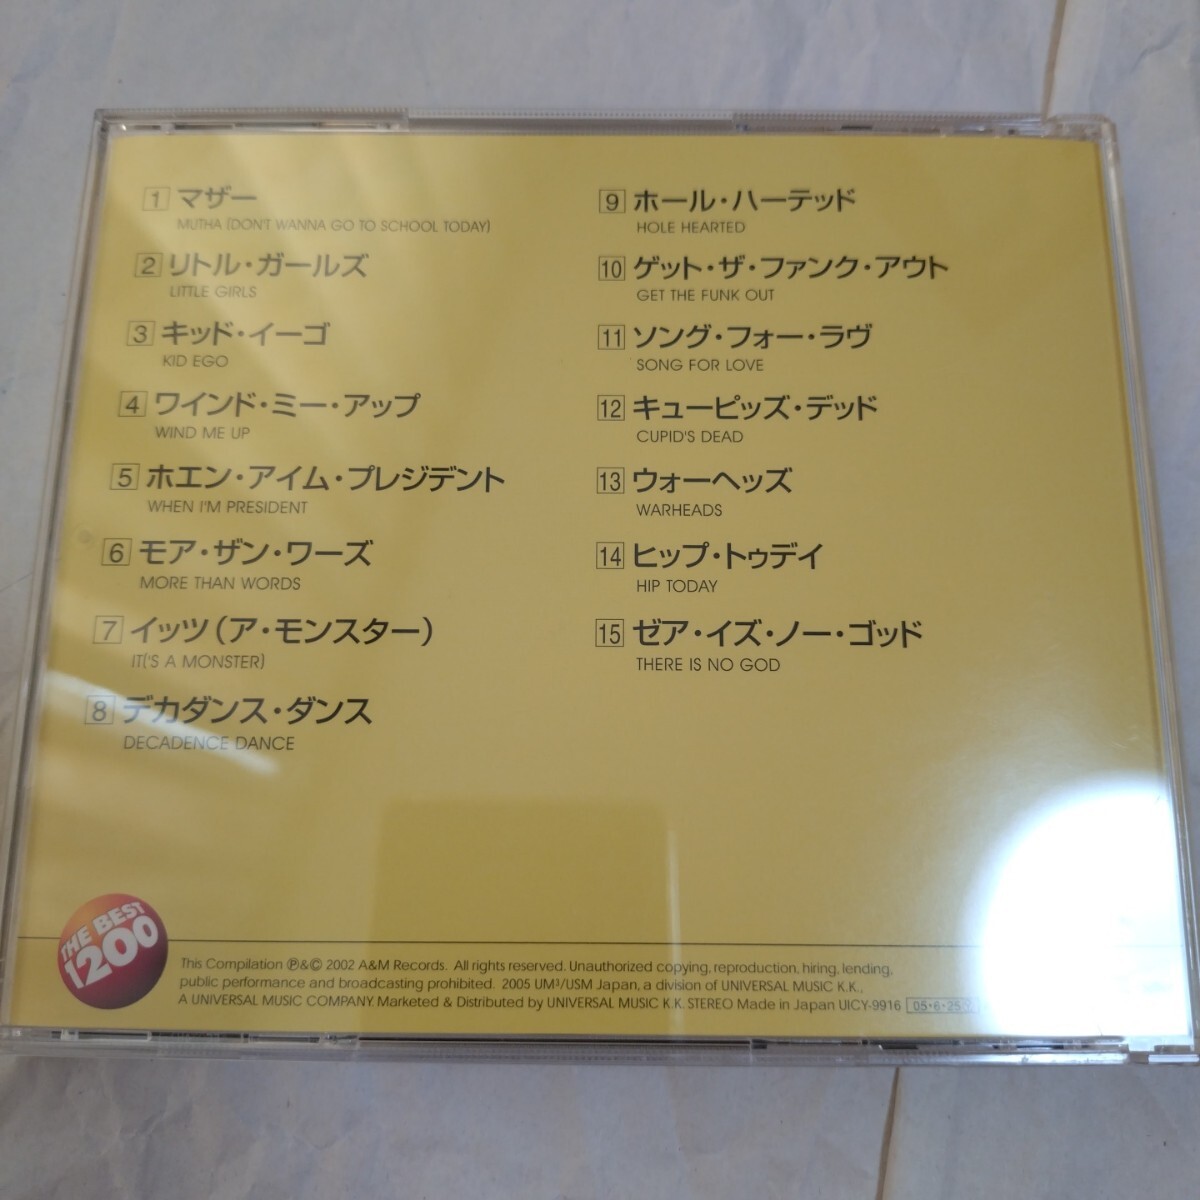 1 マザー
MUTHA (DON'T WANNA GO TO SCHOOL TODAY)
2 リトル・ガールズ
LITTLE GIRLS
3 キッド・イーゴ
KID EGO
4 ワインド・ミー・アップ
WIND ME UP
5 ホエン・アイム・プレジデント
WHEN I'M PRESIDENT
6 モア・ザン・ワーズ
MORE THAN WORDS
7 イッツ(ア・モンスター)
IT('S A MONSTER)
8 デカダンス・ダンス
DECADENCE DANCE
9 ホール・ハーテッド
HOLE HEARTED
10 ゲット・ザ・ファンク・アウト
GET THE FUNK OUT
11 ソング・フォー・ラヴ
SONG FOR LOVE
12 キューピッズ・デッド
CUPID'S DEAD
13 ウォーヘッズ
WARHEADS
14 ヒップ・トゥデイ
HIP TODAY
15 ゼア・イズ・ノー・ゴッド
THERE IS NO GOD
THE BEST
1200
This Compilation ℗&© 2002 A&M Records. All rights reserved. Unauthorized copying, reproduction, hiring, lending,
public performance and broadcasting prohibited. 2005 UM³/USM Japan, a division of UNIVERSAL MUSIC K.K.,
A UNIVERSAL MUSIC COMPANY. Marketed & Distributed by UNIVERSAL MUSIC K.K. STEREO Made in Japan UICY-9916 05・6・25